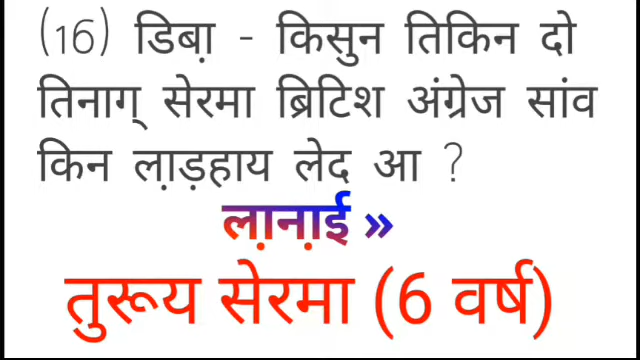 (16) डिबा़ - किसुन तिकिन दो
तिनाग् सेरमा ब्रिटिश अंग्रेज सांव
किन ला़ड़हाय लेद आ ?
ला़ना़ई »
तुरूय सेरमा (6 वर्ष)